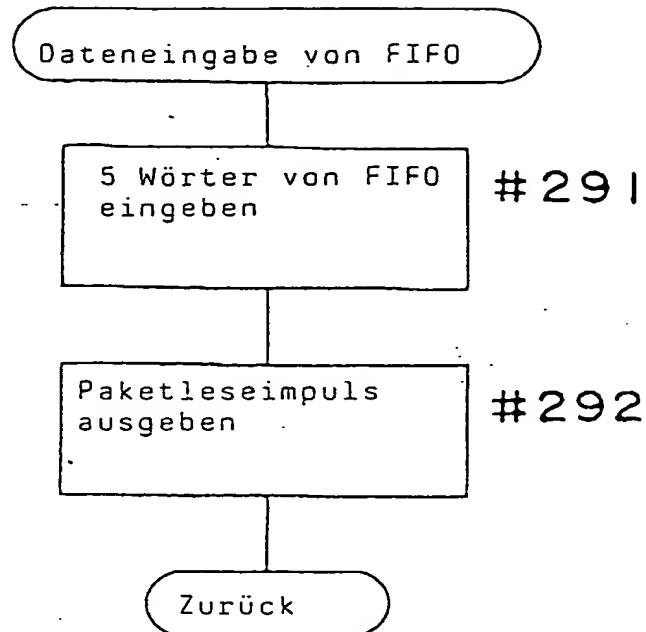 Dateneingabe von FIFO
5 Wörter von FIFO
eingeben
#291
Paketleseimpuls
ausgeben
#292
Zurück